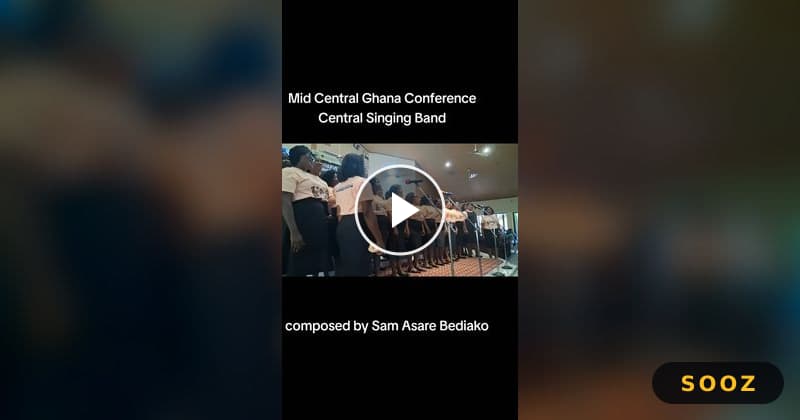 Mid Central Ghana Conference
Central Singing Band
composed by Sam Asare Bediako
SOOZ